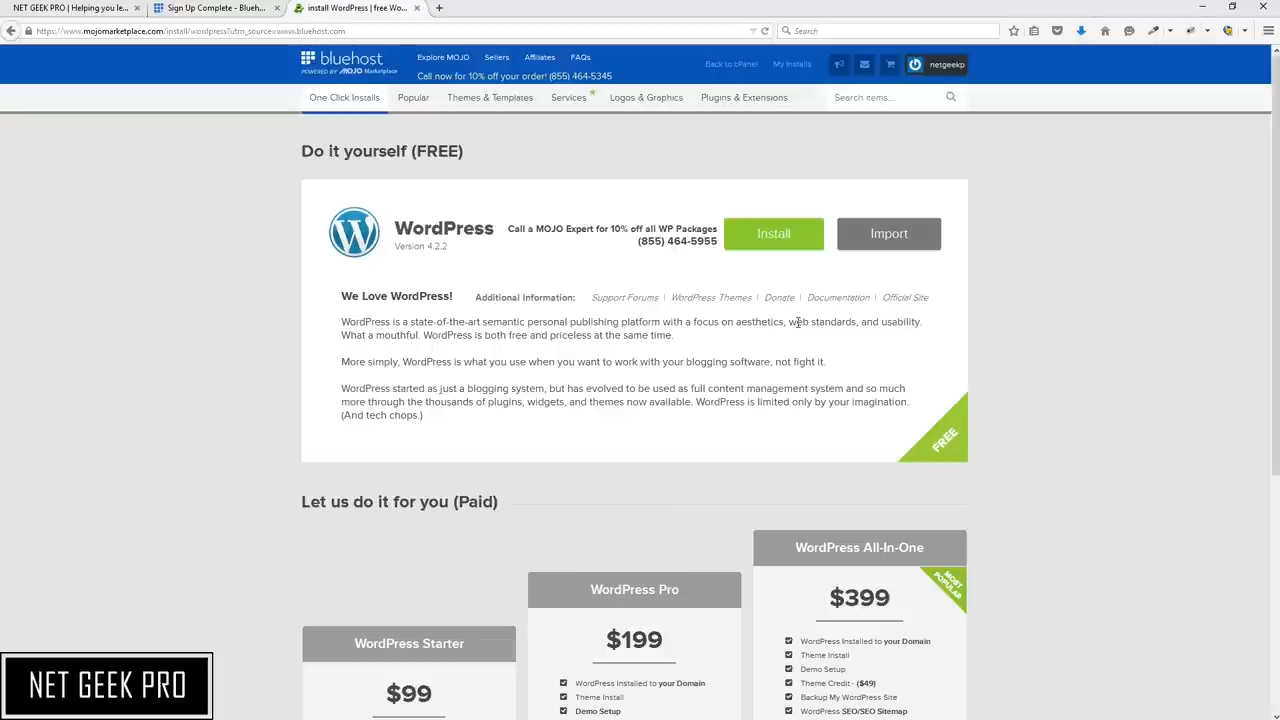 NET GEEK PRO | Helping you l...
Sign Up Complete - Blueh...
install WordPress | free Wo...
https://www.mojomarketplace.com/install/wordpress?utm_source=www.bluehost.com
Search
bluehost
POWERED BY MOJO Marketplace
Explore MOJO Sellers Affiliates FAQs
Call now for 10% off your order! (855) 464-5345
Back to cPanel My Installs
netgeekp
One Click Installs Popular Themes & Templates Services Logos & Graphics Plugins & Extensions Search items...
Do it yourself (FREE)
WordPress
Version 4.2.2
Call a MOJO Expert for 10% off all WP Packages
(855) 464-5955
Install
Import
We Love WordPress! Additional Information: Support Forums | WordPress Themes | Donate | Documentation | Official Site
WordPress is a state-of-the-art semantic personal publishing platform with a focus on aesthetics, web standards, and usability.
What a mouthful. WordPress is both free and priceless at the same time.
More simply, WordPress is what you use when you want to work with your blogging software, not fight it.
WordPress started as just a blogging system, but has evolved to be used as full content management system and so much
more through the thousands of plugins, widgets, and themes now available. WordPress is limited only by your imagination.
(And tech chops.)
FREE
Let us do it for you (Paid)
WordPress Starter
$99
WordPress Pro
$199
WordPress Installed to your Domain
Theme Install
Demo Setup
WordPress All-In-One
MOST POPULAR
$399
WordPress Installed to your Domain
Theme Install
Demo Setup
Theme Credit - ($49)
Backup My WordPress Site
WordPress SEO/SEO Sitemap
NET GEEK PRO